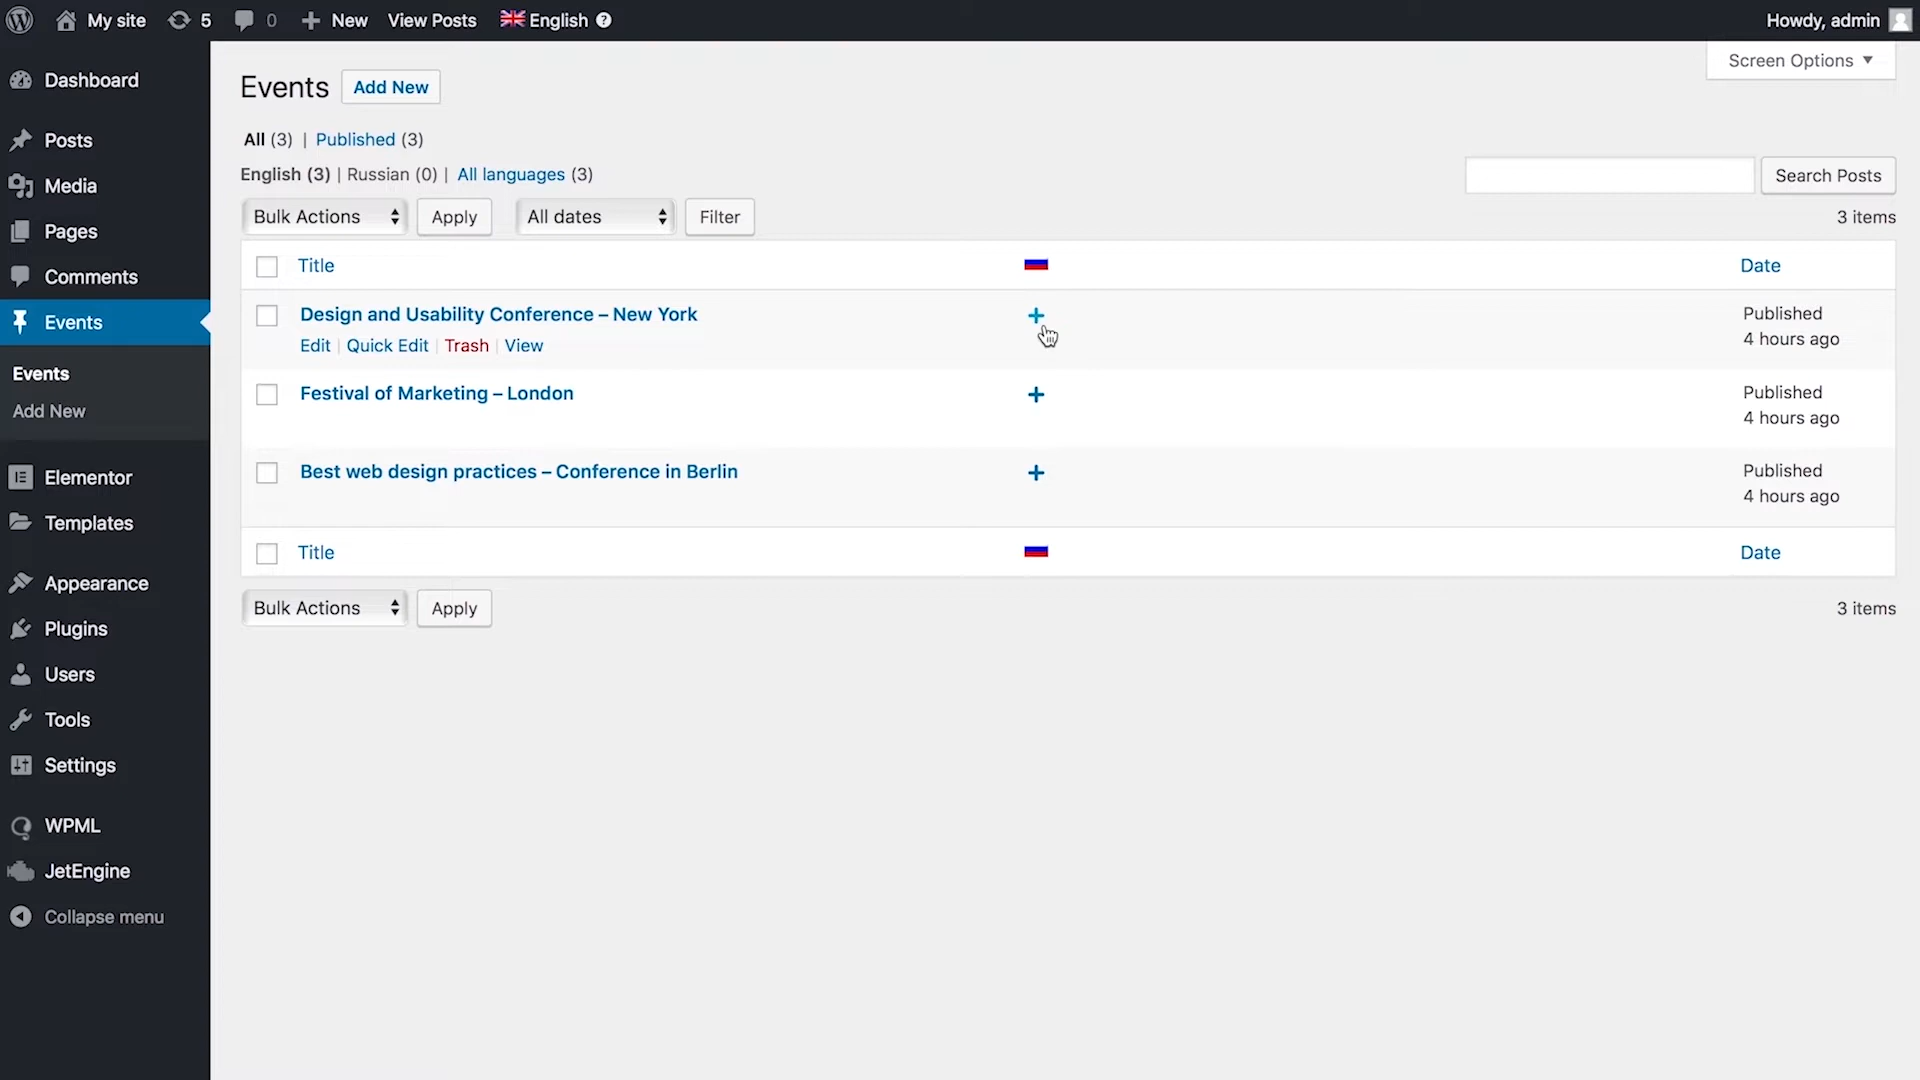 My site 5 0 New View Posts English ? Howdy, admin
Screen Options ▼
Dashboard
Posts
Media
Pages
Comments
Events
Events
Add New
Elementor
Templates
Appearance
Plugins
Users
Tools
Settings
WPML
JetEngine
Collapse menu
Events Add New
All (3) | Published (3)
English (3) | Russian (0) | All languages (3)
Search Posts
Bulk Actions Apply All dates Filter 3 items
Title Date
Design and Usability Conference – New York Published
4 hours ago
Edit | Quick Edit | Trash | View
Festival of Marketing – London Published
4 hours ago
Best web design practices – Conference in Berlin Published
4 hours ago
Title Date
Bulk Actions Apply 3 items